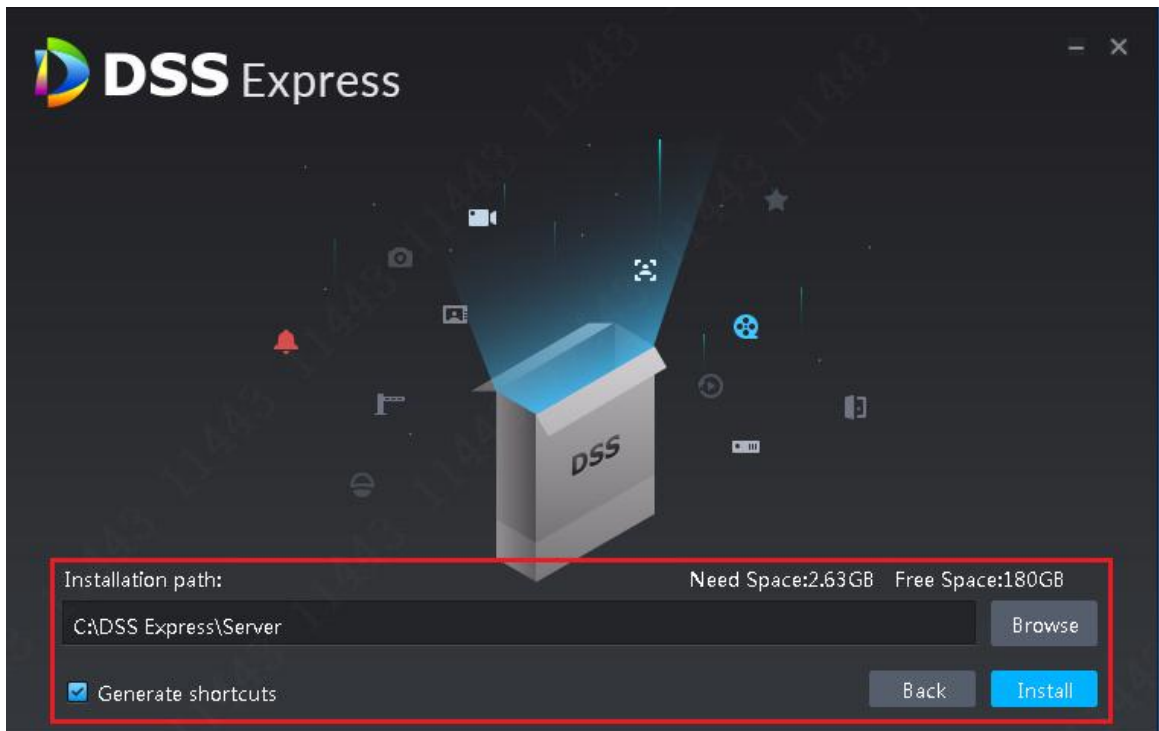 DSS Express
DSS
Installation path:
Need Space:2.63GB Free Space:180GB
C:\DSS Express\Server
Browse
Generate shortcuts
Back
Install